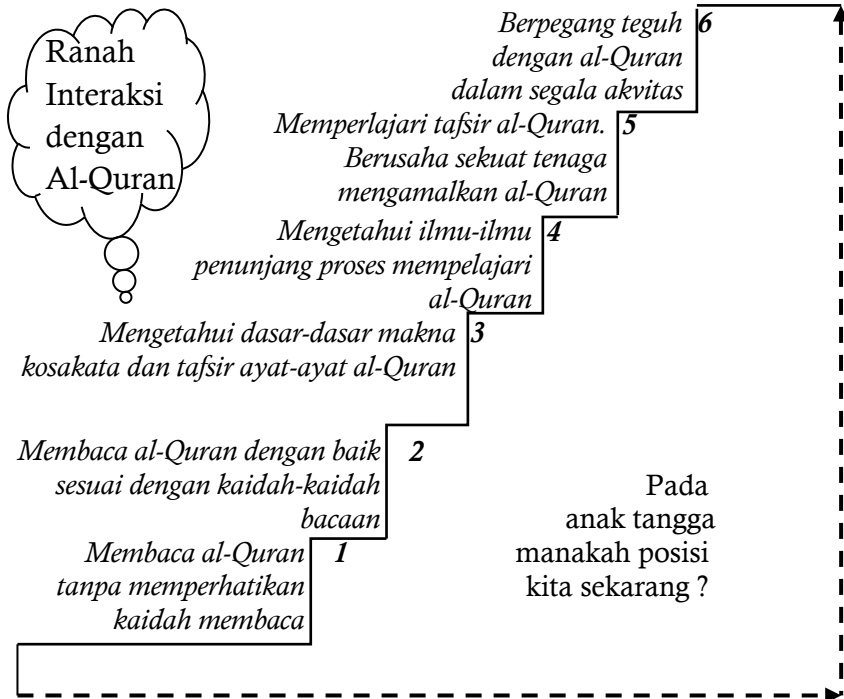 Ranah
Interaksi
dengan
Al-Quran
Berpegang teguh 6
dengan al-Quran
dalam segala akvitas
Memperlajari tafsir al-Quran. 5
Berusaha sekuat tenaga
mengamalkan al-Quran
Mengetahui ilmu-ilmu 4
penunjang proses mempelajari
al-Quran
Mengetahui dasar-dasar makna 3
kosakata dan tafsir ayat-ayat al-Quran
Membaca al-Quran dengan baik 2
sesuai dengan kaidah-kaidah
bacaan
Membaca al-Quran 1
tanpa memperhatikan
kaidah membaca
Pada
anak tangga
manakah posisi
kita sekarang ?